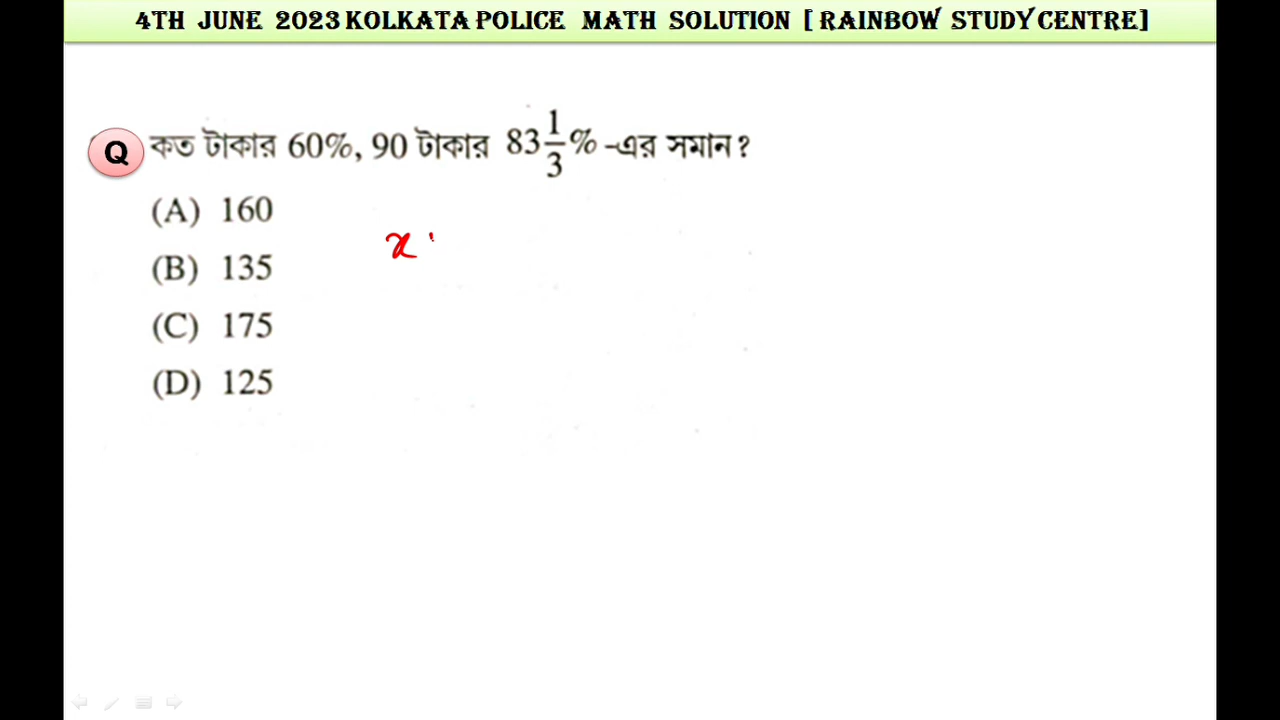 4TH JUNE 2023 KOLKATA POLICE MATH SOLUTION [ RAINBOW STUDY CENTRE]
Q কত টাকার 60%, 90 টাকার 83 1/3 % -এর সমান?
(A) 160
x
(B) 135
(C) 175
(D) 125